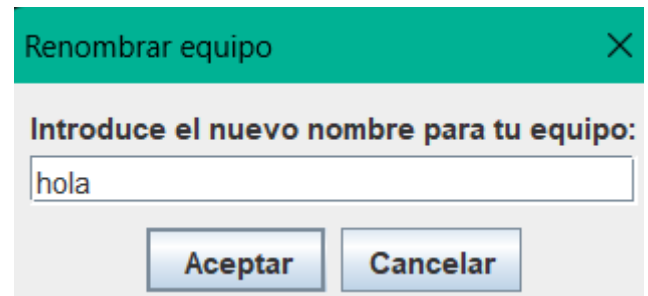 Renombrar equipo
Introduce el nuevo nombre para tu equipo:
hola
Aceptar Cancelar